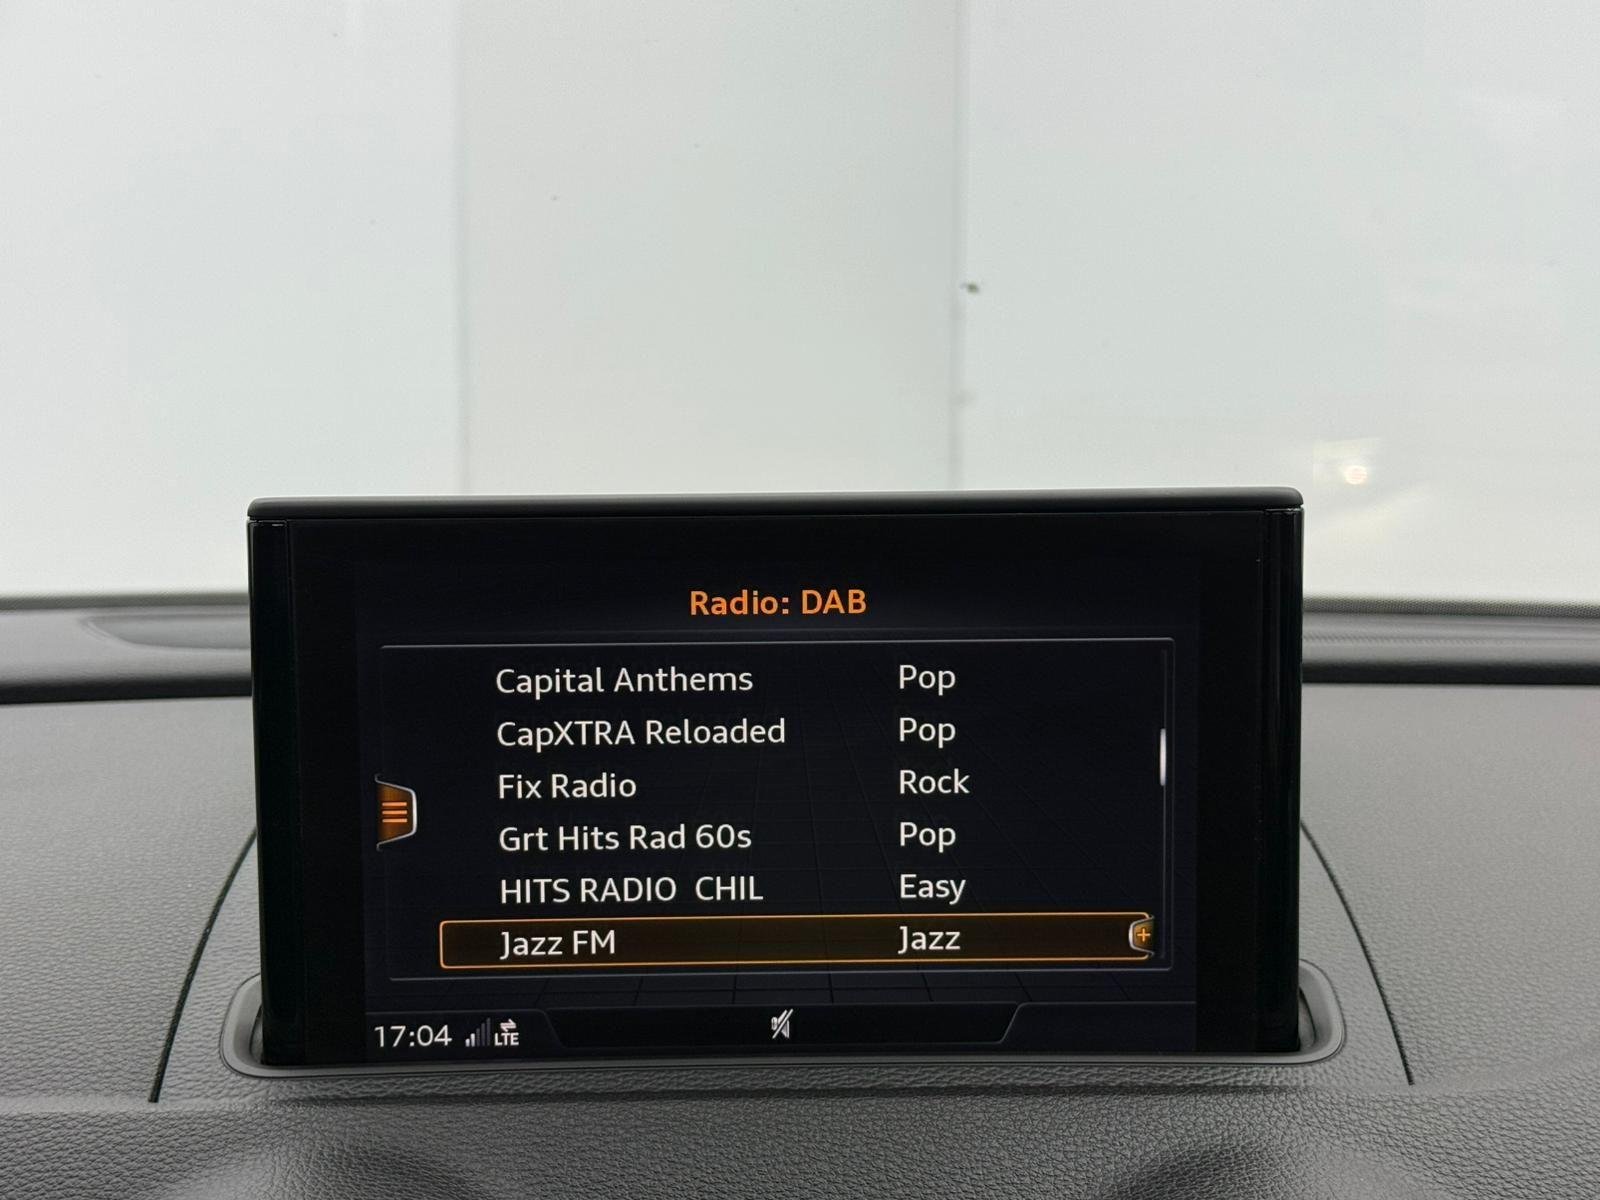 Radio: DAB
Capital Anthems Pop
CapXTRA Reloaded Pop
Fix Radio Rock
Grt Hits Rad 60s Pop
HITS RADIO  CHIL Easy
Jazz FM Jazz
17:04 LTE